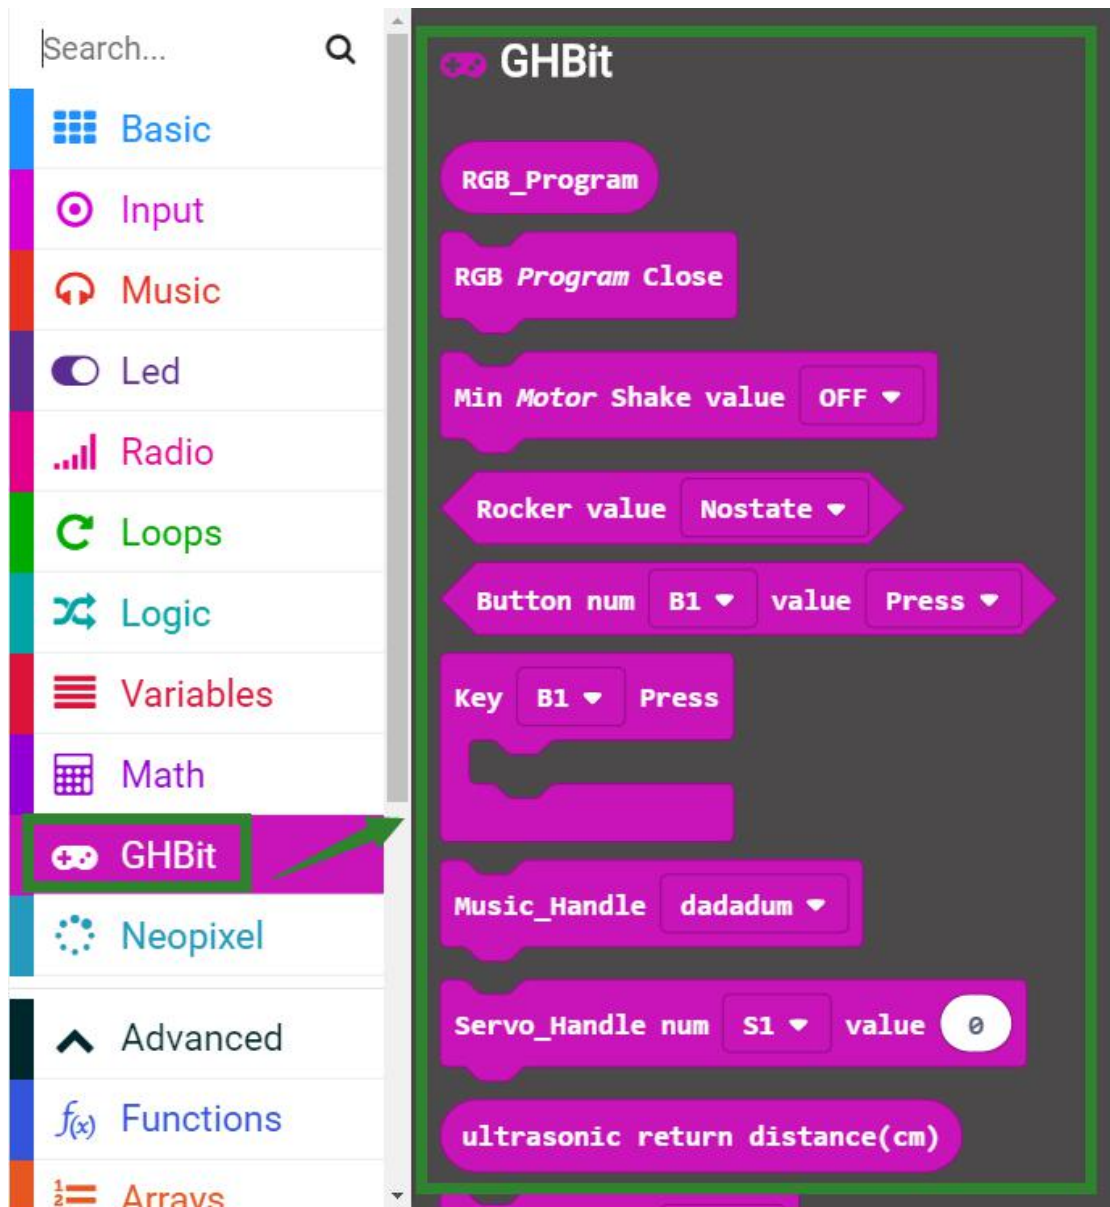 Search...
Basic
Input
Music
Led
Radio
Loops
Logic
Variables
Math
GHBit
Neopixel
Advanced
f(x) Functions
Arrays
GHBit
RGB_Program
RGB Program Close
Min Motor Shake value OFF
Rocker value Nostate
Button num B1 value Press
Key B1 Press
Music_Handle dadadum
Servo_Handle num S1 value 0
ultrasonic return distance(cm)